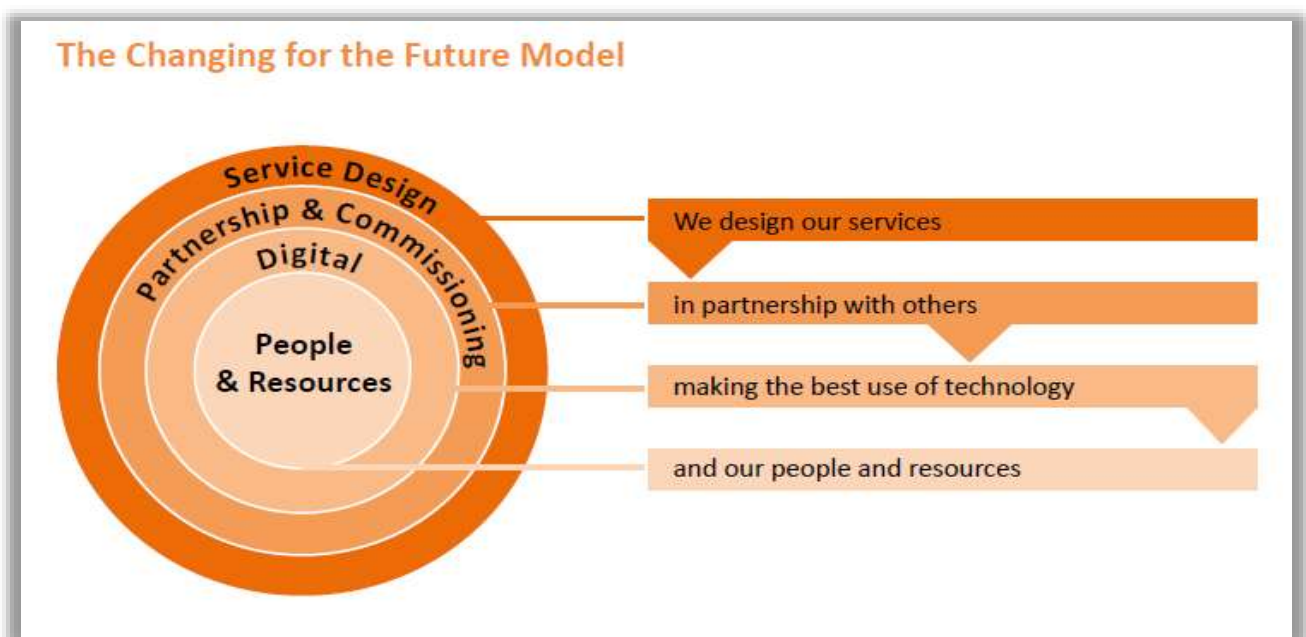 The Changing for the Future Model
Service Design
Partnership & Commissioning
Digital
People
& Resources
We design our services
in partnership with others
making the best use of technology
and our people and resources